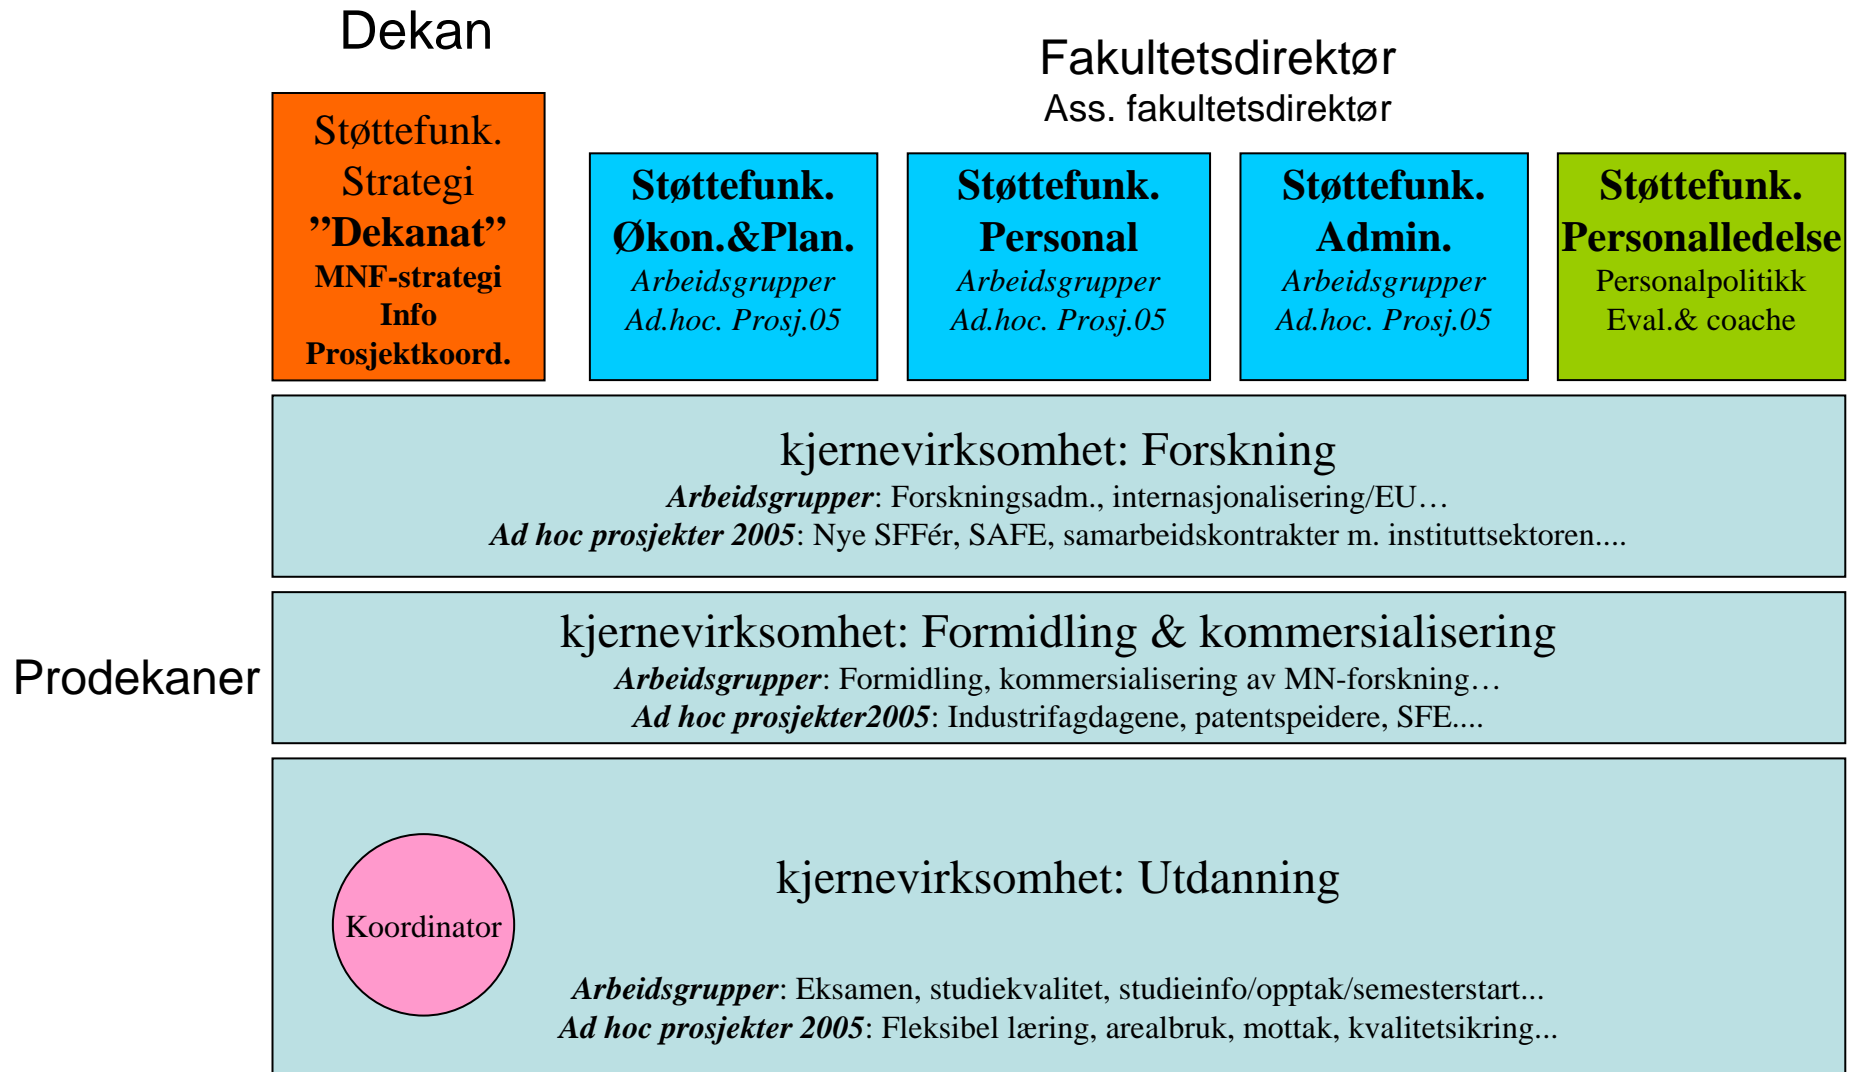 Dekan
Fakultetsdirektør
Ass. fakultetsdirektør
Støttefunk.
Strategi
”Dekanat”
MNF-strategi
Info
Prosjektkoord.
Støttefunk.
Økon.&Plan.
Arbeidsgrupper
Ad.hoc. Prosj.05
Støttefunk.
Personal
Arbeidsgrupper
Ad.hoc. Prosj.05
Støttefunk.
Admin.
Arbeidsgrupper
Ad.hoc. Prosj.05
Støttefunk.
Personalledelse
Personalpolitikk
Eval.& coache
kjernevirksomhet: Forskning
Arbeidsgrupper: Forskningsadm., internasjonalisering/EU…
Ad hoc prosjekter 2005: Nye SFFér, SAFE, samarbeidskontrakter m. instituttsektoren....
Prodekaner
kjernevirksomhet: Formidling & kommersialisering
Arbeidsgrupper: Formidling, kommersialisering av MN-forskning…
Ad hoc prosjekter2005: Industrifagdagene, patentspeidere, SFE....
kjernevirksomhet: Utdanning
Koordinator
Arbeidsgrupper: Eksamen, studiekvalitet, studieinfo/opptak/semesterstart...
Ad hoc prosjekter 2005: Fleksibel læring, arealbruk, mottak, kvalitetsikring...